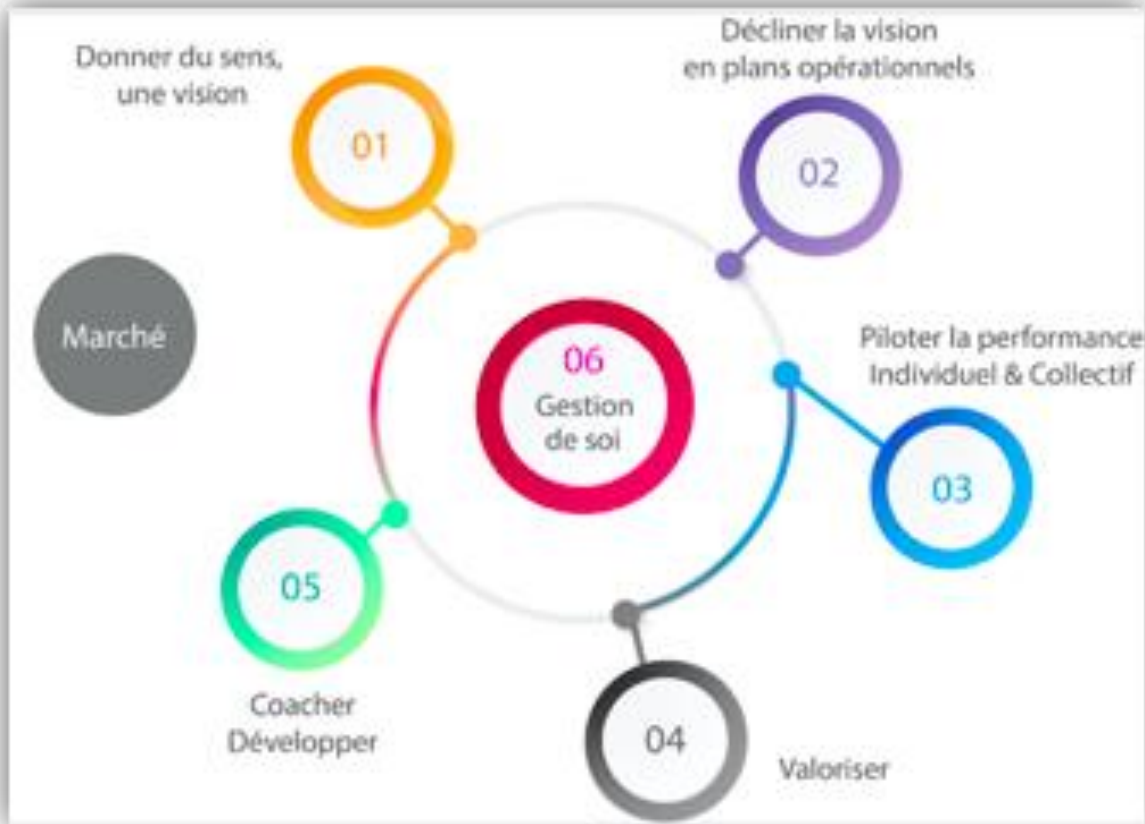 Donner du sens,
une vision
01
Décliner la vision
en plans opérationnels
02
Marché
06
Gestion
de soi
Piloter la performance
Individuel & Collectif
03
05
Coacher
Développer
04
Valoriser